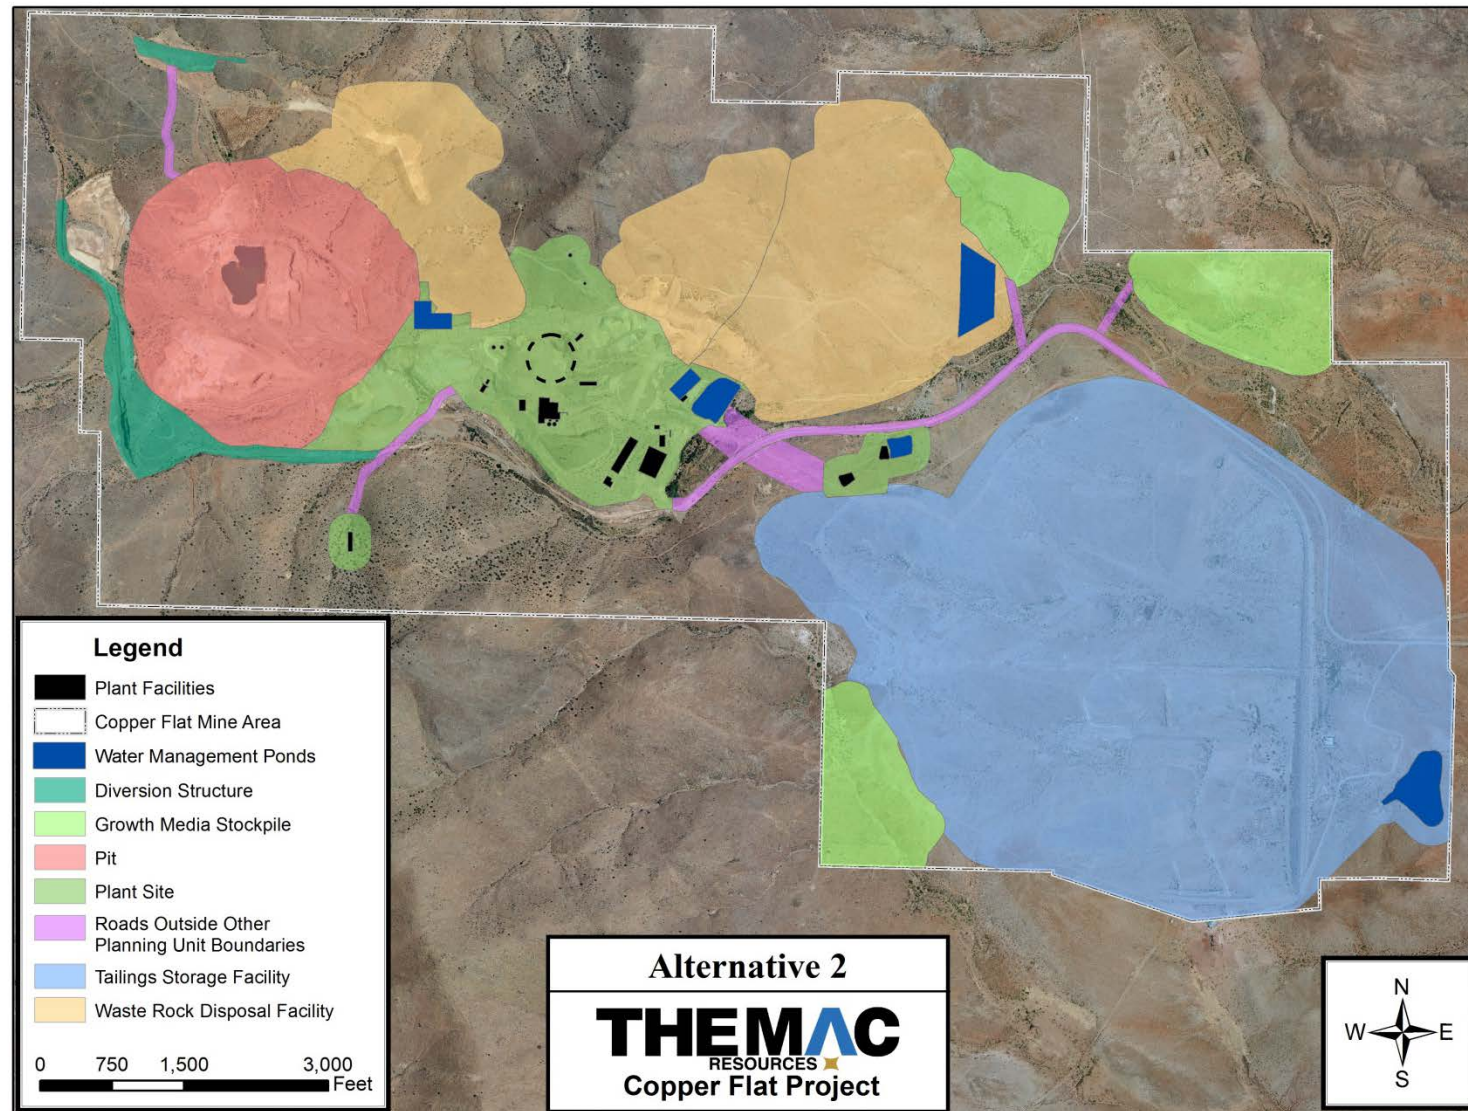 Legend
Plant Facilities
Copper Flat Mine Area
Water Management Ponds
Diversion Structure
Growth Media Stockpile
Pit
Plant Site
Roads Outside Other
Planning Unit Boundaries
Tailings Storage Facility
Waste Rock Disposal Facility
0 750 1,500 3,000
Feet
Alternative 2
THEMAC
RESOURCES
Copper Flat Project
N
W E
S